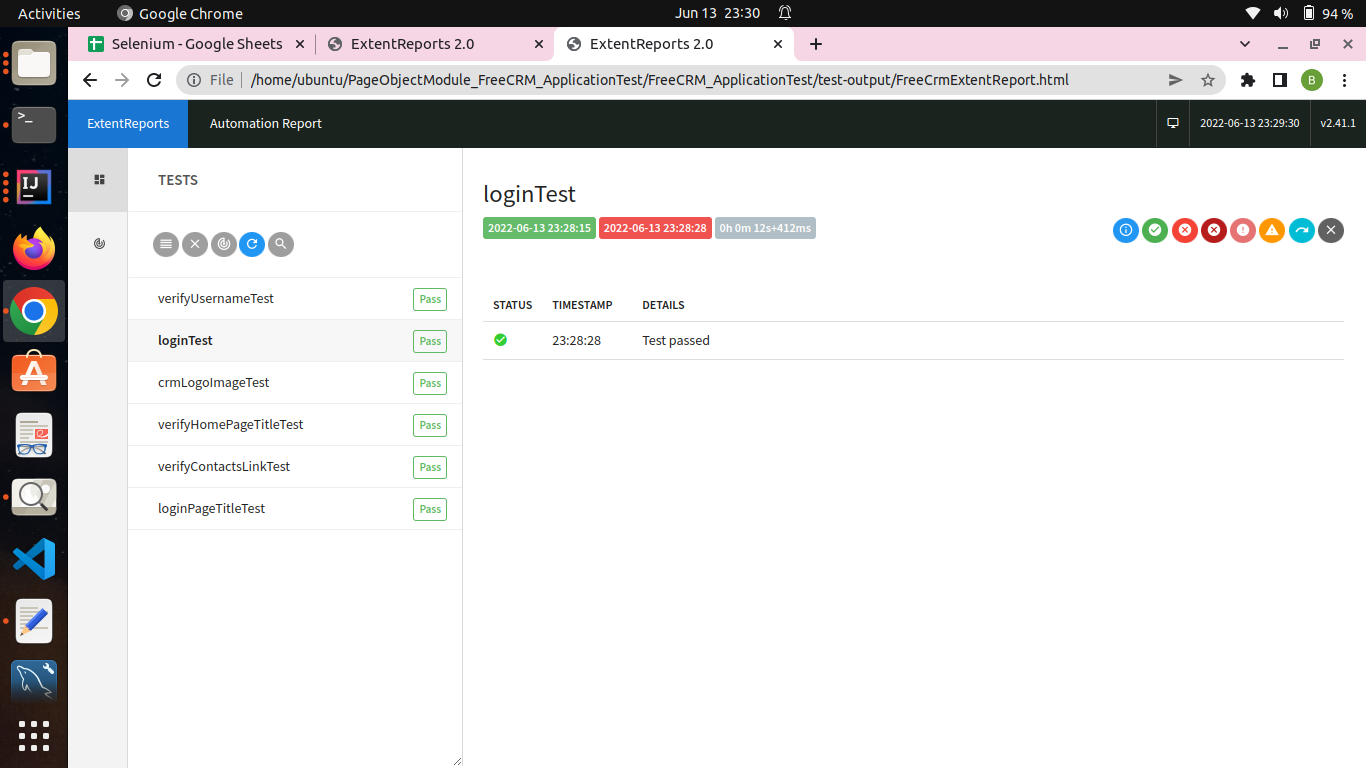 Activities Google Chrome Jun 13 23:30 94 %
Selenium - Google Sheets ExtentReports 2.0 ExtentReports 2.0
File /home/ubuntu/PageObjectModule_FreeCRM_ApplicationTest/FreeCRM_ApplicationTest/test-output/FreeCrmExtentReport.html B
ExtentReports Automation Report 2022-06-13 23:29:30 v2.41.1
TESTS
verifyUsernameTest Pass
loginTest Pass
crmLogoImageTest Pass
verifyHomePageTitleTest Pass
verifyContactsLinkTest Pass
loginPageTitleTest Pass
loginTest
2022-06-13 23:28:15 2022-06-13 23:28:28 0h 0m 12s+412ms
STATUS TIMESTAMP DETAILS
23:28:28 Test passed
>_
IJ